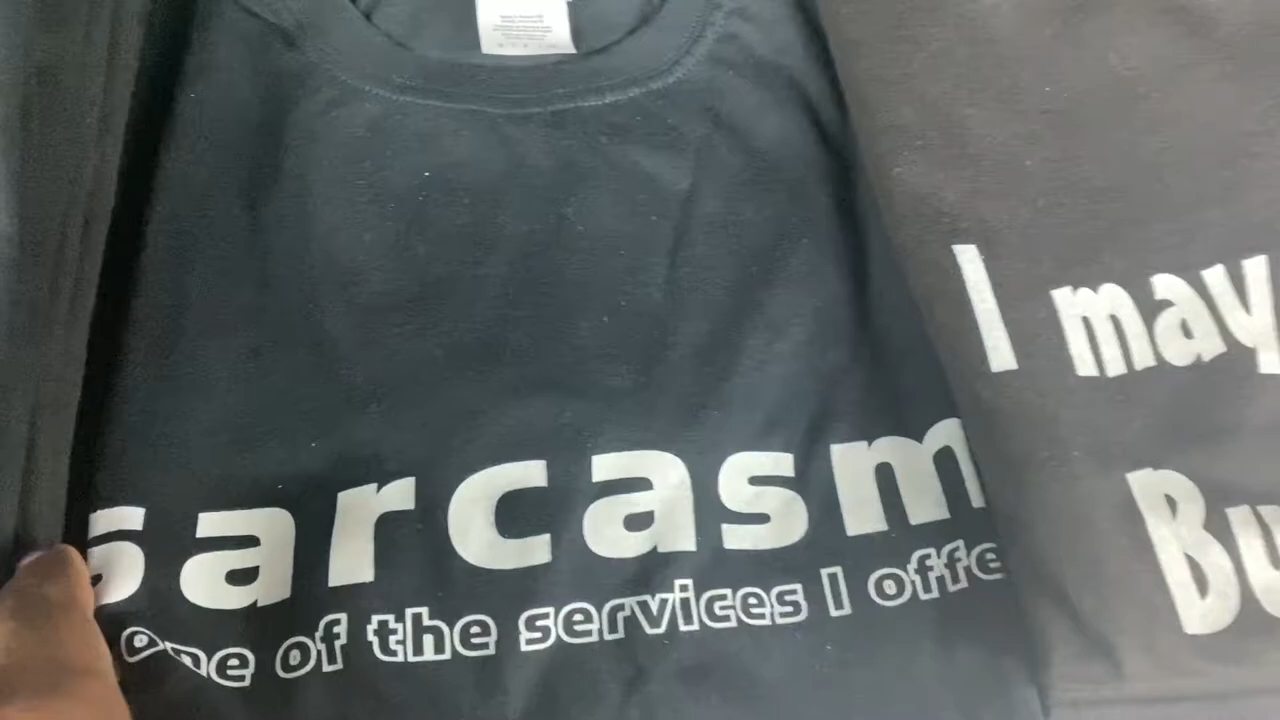 sarcasm
one of the services I offe
I may
Bu